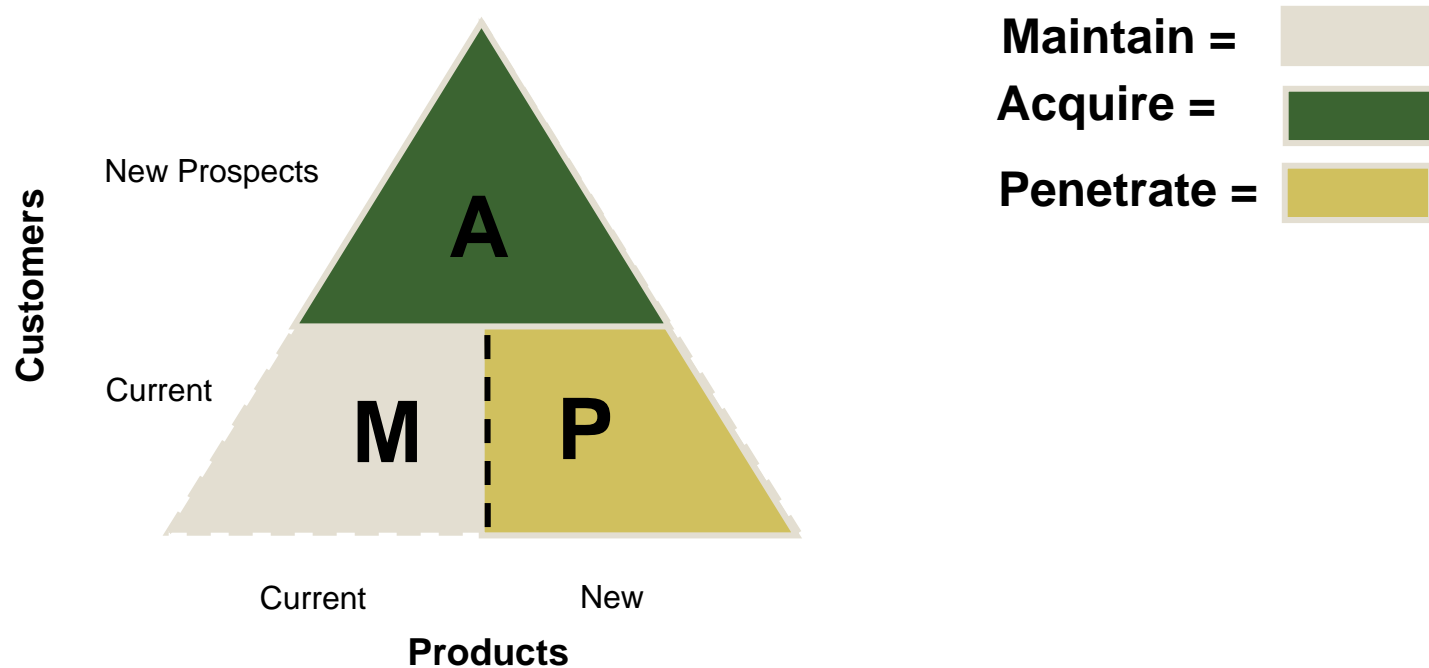 Maintain =
Acquire =
Penetrate =
New Prospects
A
Customers
Current
M
P
Current
New
Products